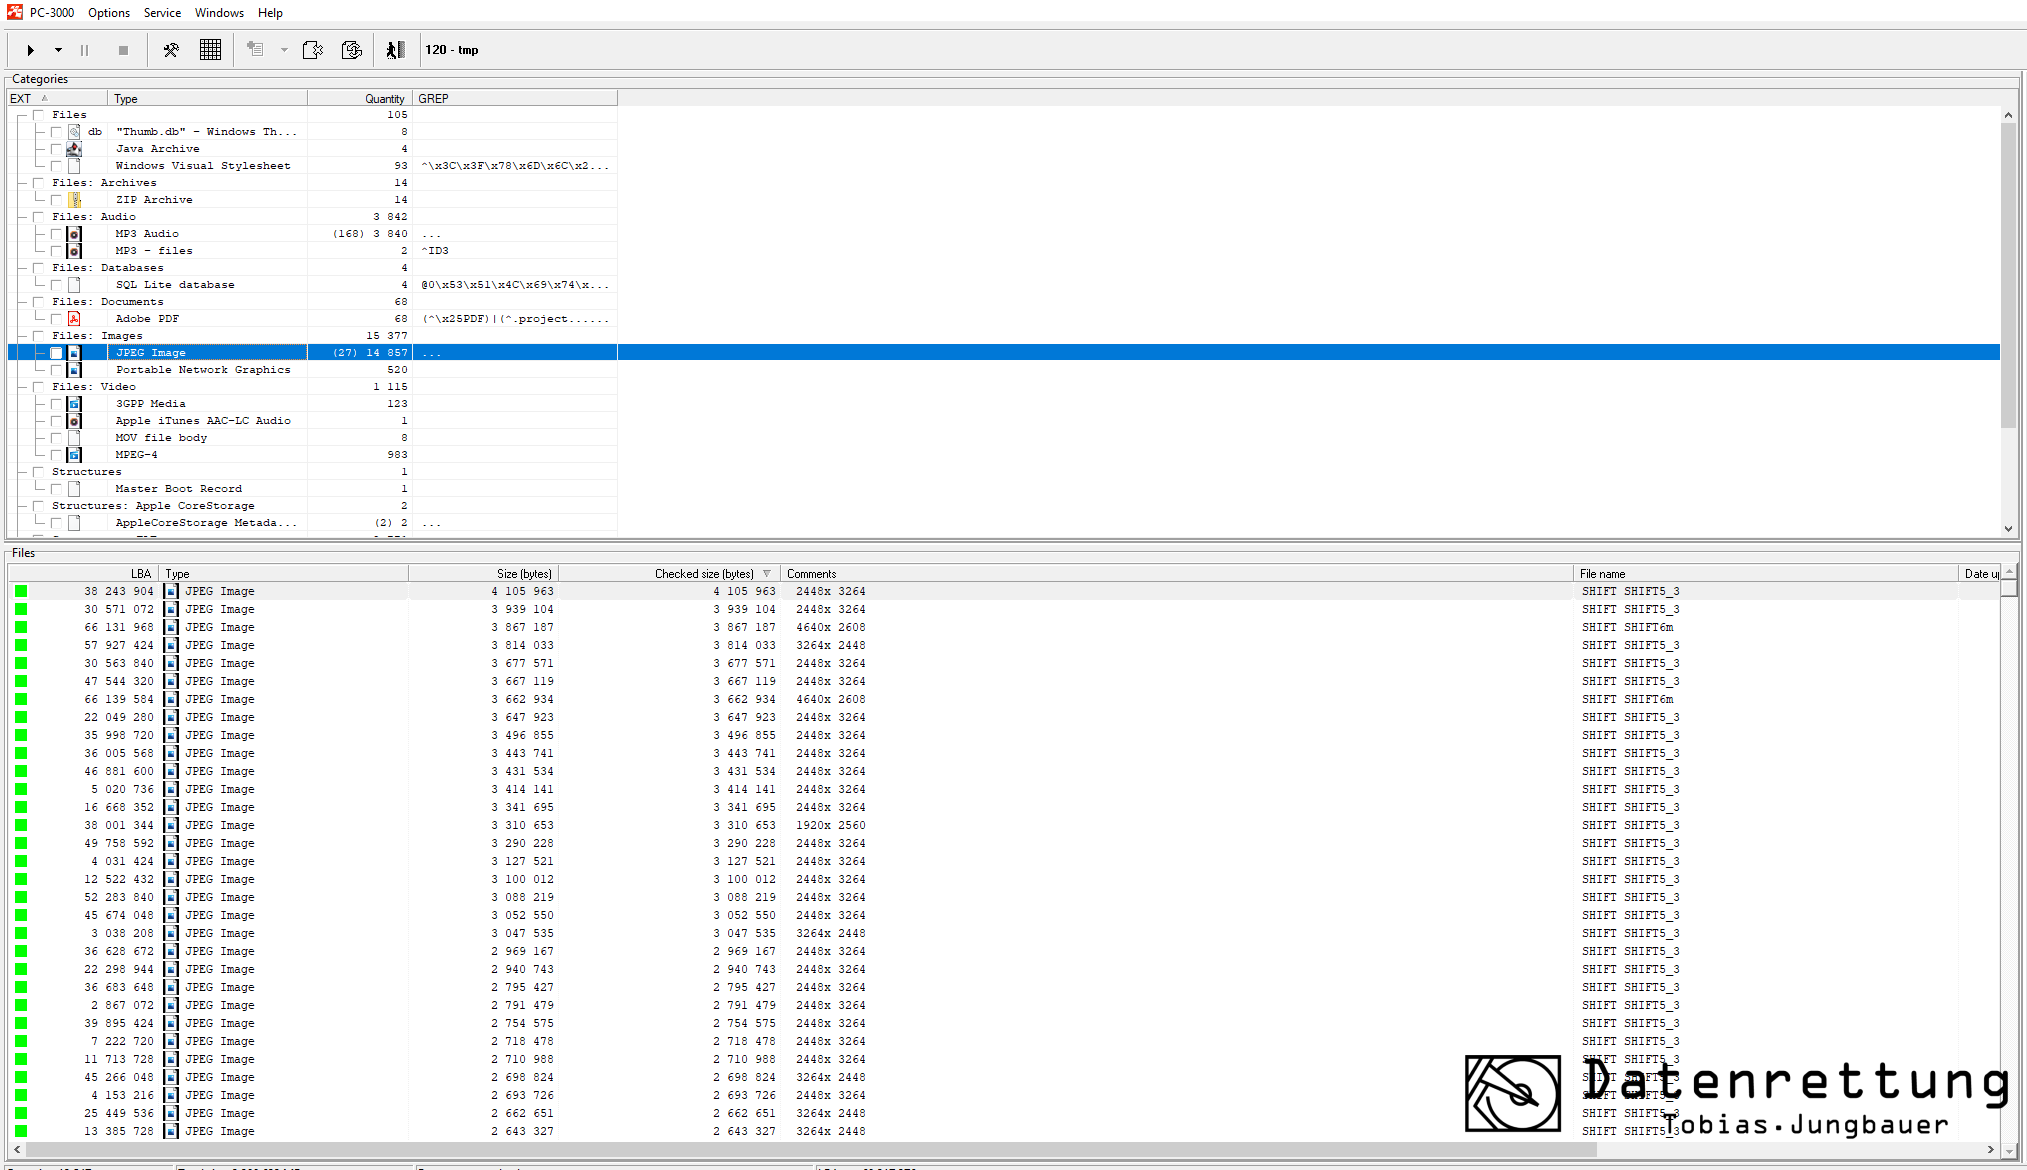 PC-3000 Options Service Windows Help
120 - tmp
Categories
EXT Type Quantity GREP
Files 105
db "Thumb.db" - Windows Th... 8
Java Archive 4
Windows Visual Stylesheet 93 ^\x3C\x3F\x78\x6D\x6C\x2...
Files: Archives 14
ZIP Archive 14
Files: Audio 3 842
MP3 Audio (168) 3 840 ...
MP3 - files 2 ^ID3
Files: Databases 4
SQL Lite database 4 @0\x53\x51\x4C\x69\x74\x...
Files: Documents 68
Adobe PDF 68 (^\x25PDF)|(^.project......
Files: Images 15 377
JPEG Image (27) 14 857 ...
Portable Network Graphics 520
Files: Video 1 115
3GPP Media 123
Apple iTunes AAC-LC Audio 1
MOV file body 8
MPEG-4 983
Structures 1
Master Boot Record 1
Structures: Apple CoreStorage 2
AppleCoreStorage Metada... (2) 2 ...
Files
LBA Type Size (bytes) Checked size (bytes) Comments File name Date up
38 243 904 JPEG Image 4 105 963 4 105 963 2448x 3264 SHIFT SHIFT5_3
30 571 072 JPEG Image 3 939 104 3 939 104 2448x 3264 SHIFT SHIFT5_3
66 131 968 JPEG Image 3 867 187 3 867 187 4640x 2608 SHIFT SHIFT6m
57 927 424 JPEG Image 3 814 033 3 814 033 3264x 2448 SHIFT SHIFT5_3
30 563 840 JPEG Image 3 677 571 3 677 571 2448x 3264 SHIFT SHIFT5_3
47 544 320 JPEG Image 3 667 119 3 667 119 2448x 3264 SHIFT SHIFT5_3
66 139 584 JPEG Image 3 662 934 3 662 934 4640x 2608 SHIFT SHIFT6m
22 049 280 JPEG Image 3 647 923 3 647 923 2448x 3264 SHIFT SHIFT5_3
35 998 720 JPEG Image 3 496 855 3 496 855 2448x 3264 SHIFT SHIFT5_3
36 005 568 JPEG Image 3 443 741 3 443 741 2448x 3264 SHIFT SHIFT5_3
46 881 600 JPEG Image 3 431 534 3 431 534 2448x 3264 SHIFT SHIFT5_3
5 020 736 JPEG Image 3 414 141 3 414 141 2448x 3264 SHIFT SHIFT5_3
16 668 352 JPEG Image 3 341 695 3 341 695 2448x 3264 SHIFT SHIFT5_3
38 001 344 JPEG Image 3 310 653 3 310 653 1920x 2560 SHIFT SHIFT5_3
49 758 592 JPEG Image 3 290 228 3 290 228 2448x 3264 SHIFT SHIFT5_3
4 031 424 JPEG Image 3 127 521 3 127 521 2448x 3264 SHIFT SHIFT5_3
12 522 432 JPEG Image 3 100 012 3 100 012 2448x 3264 SHIFT SHIFT5_3
52 283 840 JPEG Image 3 088 219 3 088 219 2448x 3264 SHIFT SHIFT5_3
45 674 048 JPEG Image 3 052 550 3 052 550 2448x 3264 SHIFT SHIFT5_3
3 038 208 JPEG Image 3 047 535 3 047 535 3264x 2448 SHIFT SHIFT5_3
36 628 672 JPEG Image 2 969 167 2 969 167 2448x 3264 SHIFT SHIFT5_3
22 298 944 JPEG Image 2 940 743 2 940 743 2448x 3264 SHIFT SHIFT5_3
36 683 648 JPEG Image 2 795 427 2 795 427 2448x 3264 SHIFT SHIFT5_3
2 867 072 JPEG Image 2 791 479 2 791 479 2448x 3264 SHIFT SHIFT5_3
39 895 424 JPEG Image 2 754 575 2 754 575 2448x 3264 SHIFT SHIFT5_3
7 222 720 JPEG Image 2 718 478 2 718 478 2448x 3264 SHIFT SHIFT5_3
11 713 728 JPEG Image 2 710 988 2 710 988 2448x 3264 SHIFT SHIFT5_3
45 266 048 JPEG Image 2 698 824 2 698 824 3264x 2448
4 153 216 JPEG Image 2 693 726 2 693 726 2448x 3264
25 449 536 JPEG Image 2 662 651 2 662 651 3264x 2448 SHIFT SHIFT5_3
13 385 728 JPEG Image 2 643 327 2 643 327 3264x 2448 SHIFT SHIFT5_3
Datenrettung
Tobias.Jungbauer